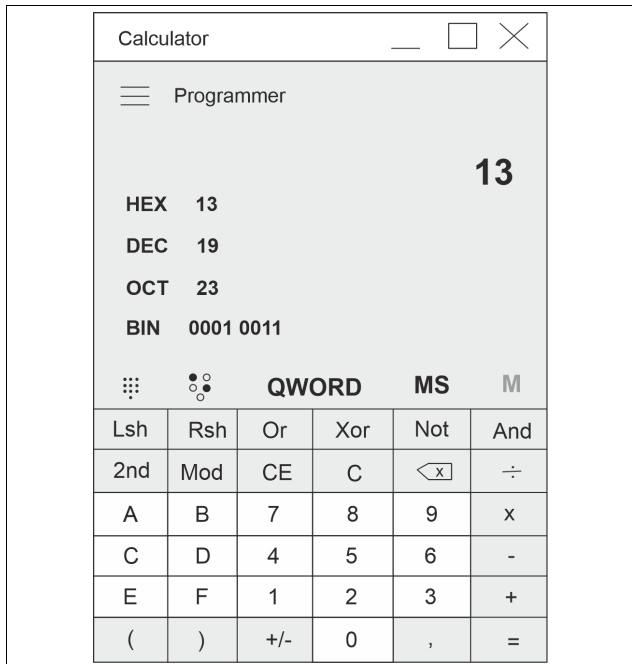 Calculator
Programmer
13
HEX 13
DEC 19
OCT 23
BIN 0001 0011
QWORD MS M
Lsh Rsh Or Xor Not And
2nd Mod CE C x ÷
A B 7 8 9 x
C D 4 5 6 -
E F 1 2 3 +
( ) +/- 0 , =